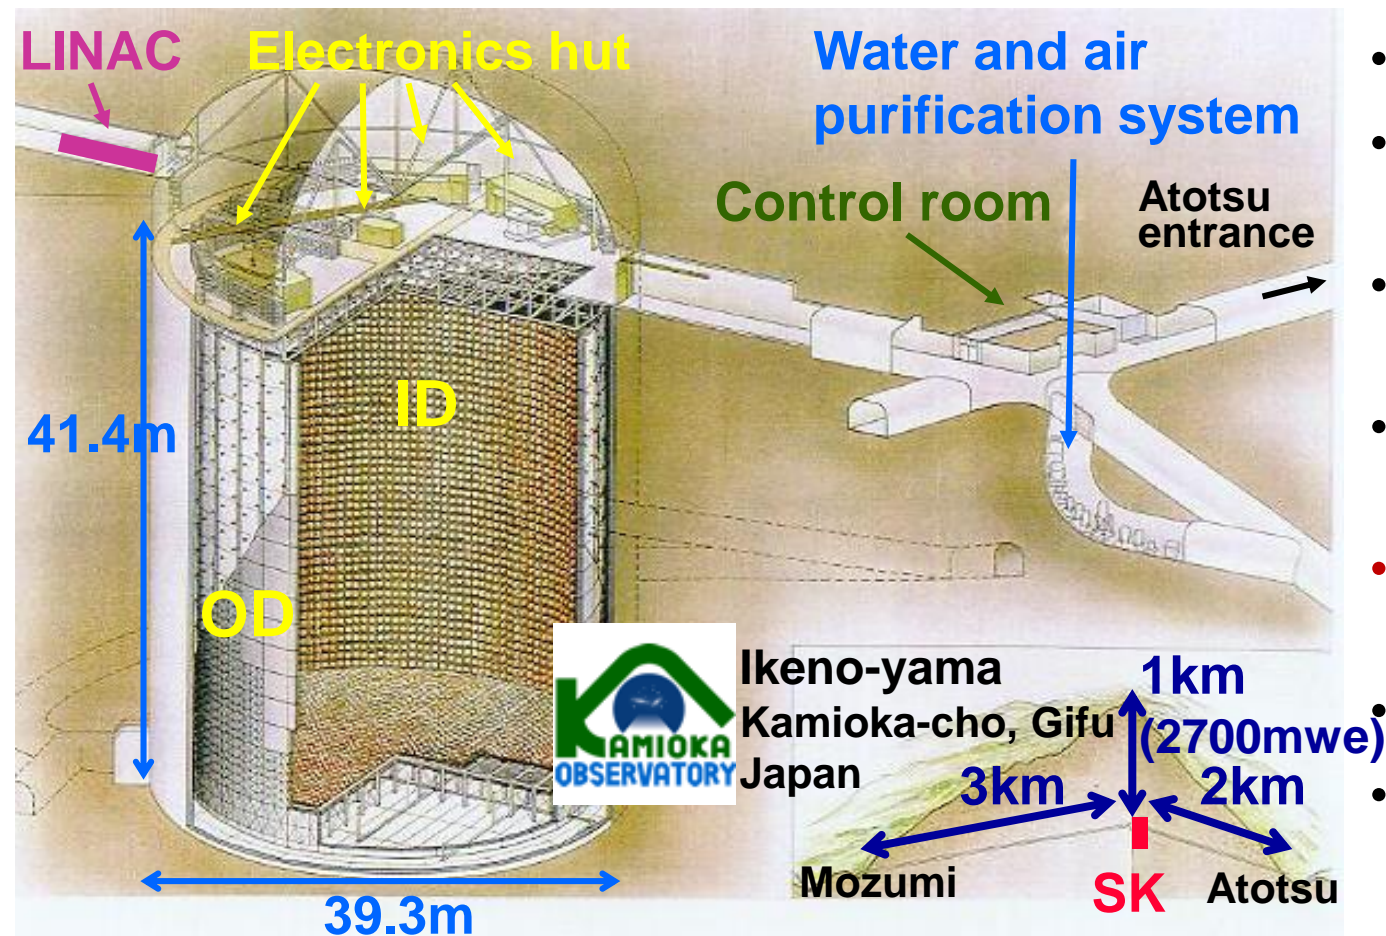 LINAC
Electronics hut
Water and air
purification system
Control room
Atotsu
entrance
41.4m
ID
OD
39.3m
KAMIOKA
OBSERVATORY
Ikeno-yama
Kamioka-cho, Gifu
Japan
1km
(2700mwe)
3km
2km
Mozumi
SK
Atotsu